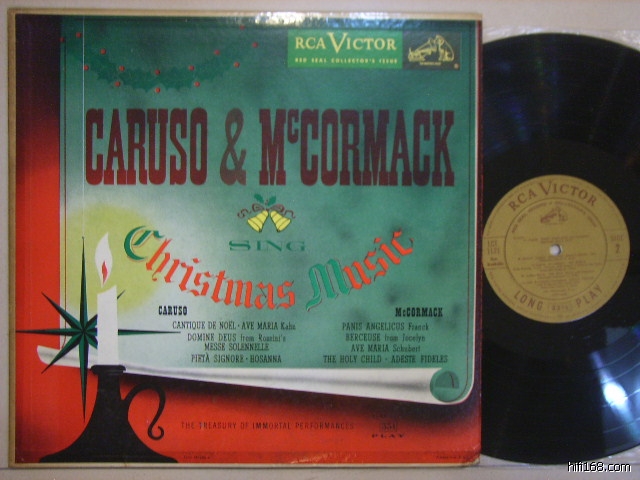 RCA VICTOR
RED SEAL COLLECTOR'S ISSUE
CARUSO & McCORMACK
SING
Christmas Music
CARUSO
CANTIQUE DE NOËL · AVE MARIA Kahn
DOMINE DEUS from Rossini's
MESSE SOLENNELLE
PIETÀ SIGNORE · HOSANNA
McCORMACK
PANIS ANGELICUS Franck
BERCEUSE from Jocelyn
AVE MARIA Schubert
THE HOLY CHILD · ADESTE FIDELES
THE TREASURY OF IMMORTAL PERFORMANCES
PLAY
RCA VICTOR
LONG PLAY
hifi168.com